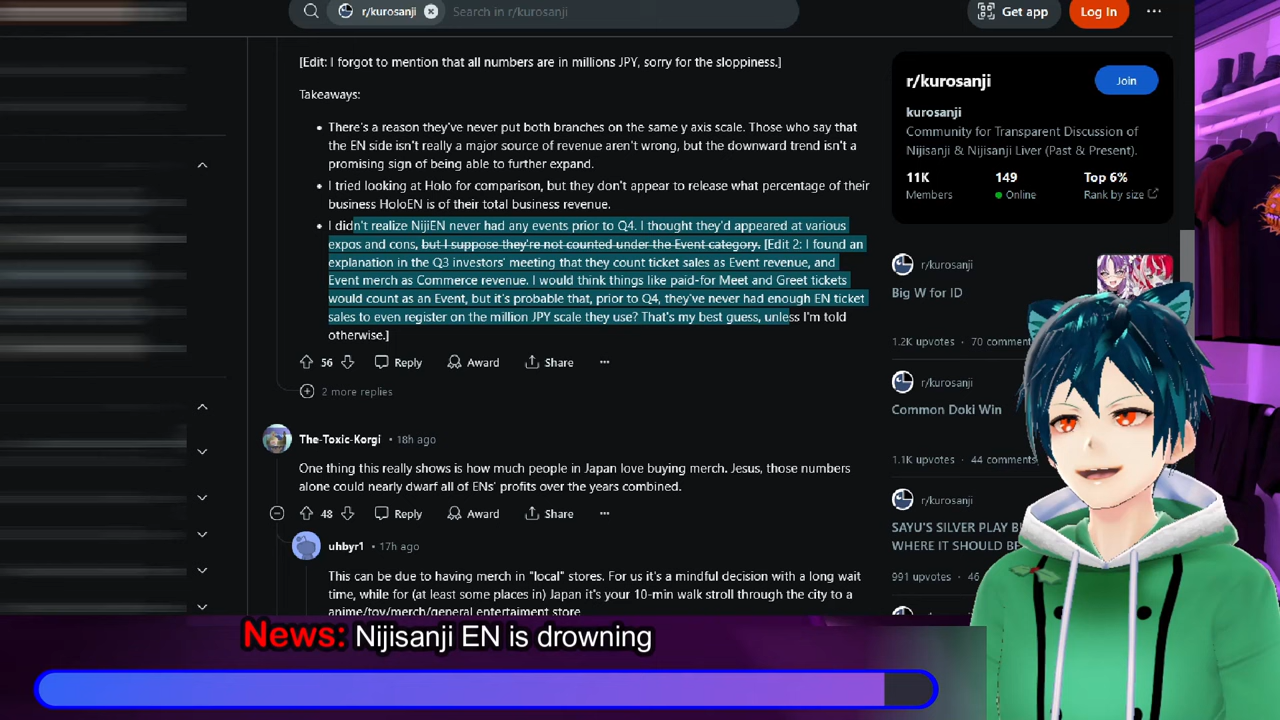 r/kurosanji
Search in r/kurosanji
Get app
Log In
[Edit: I forgot to mention that all numbers are in millions JPY, sorry for the sloppiness.]
Takeaways:
There's a reason they've never put both branches on the same y axis scale. Those who say that
the EN side isn't really a major source of revenue aren't wrong, but the downward trend isn't a
promising sign of being able to further expand.
I tried looking at Holo for comparison, but they don't appear to release what percentage of their
business HoloEN is of their total business revenue.
I didn't realize NijiEN never had any events prior to Q4. I thought they'd appeared at various
expos and cons, but I suppose they're not counted under the Event category. [Edit 2: I found an
explanation in the Q3 investors' meeting that they count ticket sales as Event revenue, and
Event merch as Commerce revenue. I would think things like paid-for Meet and Greet tickets
would count as an Event, but it's probable that, prior to Q4, they've never had enough EN ticket
sales to even register on the million JPY scale they use? That's my best guess, unless I'm told
otherwise.]
56
Reply
Award
Share
2 more replies
The-Toxic-Korgi • 18h ago
One thing this really shows is how much people in Japan love buying merch. Jesus, those numbers
alone could nearly dwarf all of ENs' profits over the years combined.
48
Reply
Award
Share
uhbyr1 • 17h ago
This can be due to having merch in "local" stores. For us it's a mindful decision with a long wait
time, while for (at least some places in) Japan it's your 10-min walk stroll through the city to a
anime/toy/merch/general entertaiment store
r/kurosanji
Join
kurosanji
Community for Transparent Discussion of
Nijisanji & Nijisanji Liver (Past & Present).
11K
149
Top 6%
Members
Online
Rank by size
r/kurosanji
Big W for ID
1.2K upvotes • 70 comments
r/kurosanji
Common Doki Win
1.1K upvotes • 44 comments
r/kurosanji
SAYU'S SILVER PLAY
WHERE IT SHOULD BE
991 upvotes • 46
News: Nijisanji EN is drowning